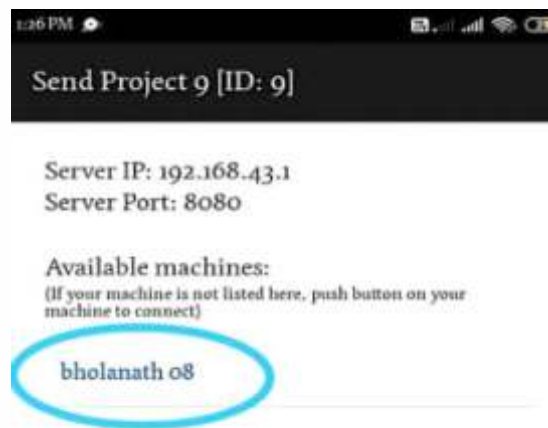 1:26 PM
Send Project 9 [ID: 9]
Server IP: 192.168.43.1
Server Port: 8080
Available machines:
(If your machine is not listed here, push button on your
machine to connect)
bholanath 08